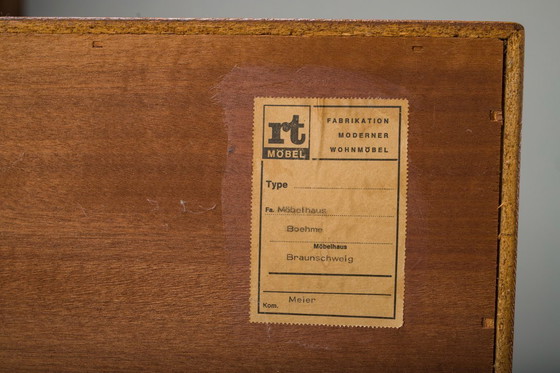 rt
MÖBEL
FABRIKATION
MODERNER
WOHNMÖBEL
Type
Fa. Möbelhaus
Boehme
Möbelhaus
Braunschweig
Kom. Meier